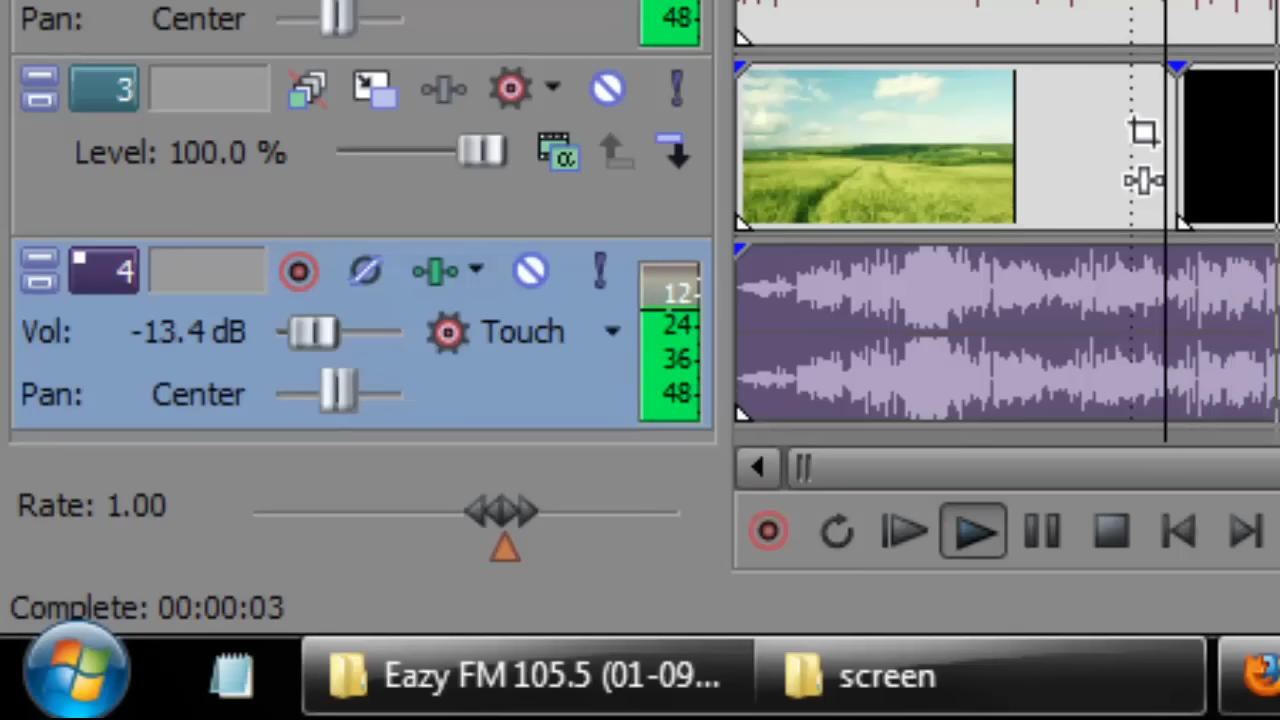 Pan: Center
48
3
Level: 100.0 %
α
4
12
Vol: -13.4 dB Touch
24
36
Pan: Center
48
Rate: 1.00
Complete: 00:00:03
Eazy FM 105.5 (01-09... screen